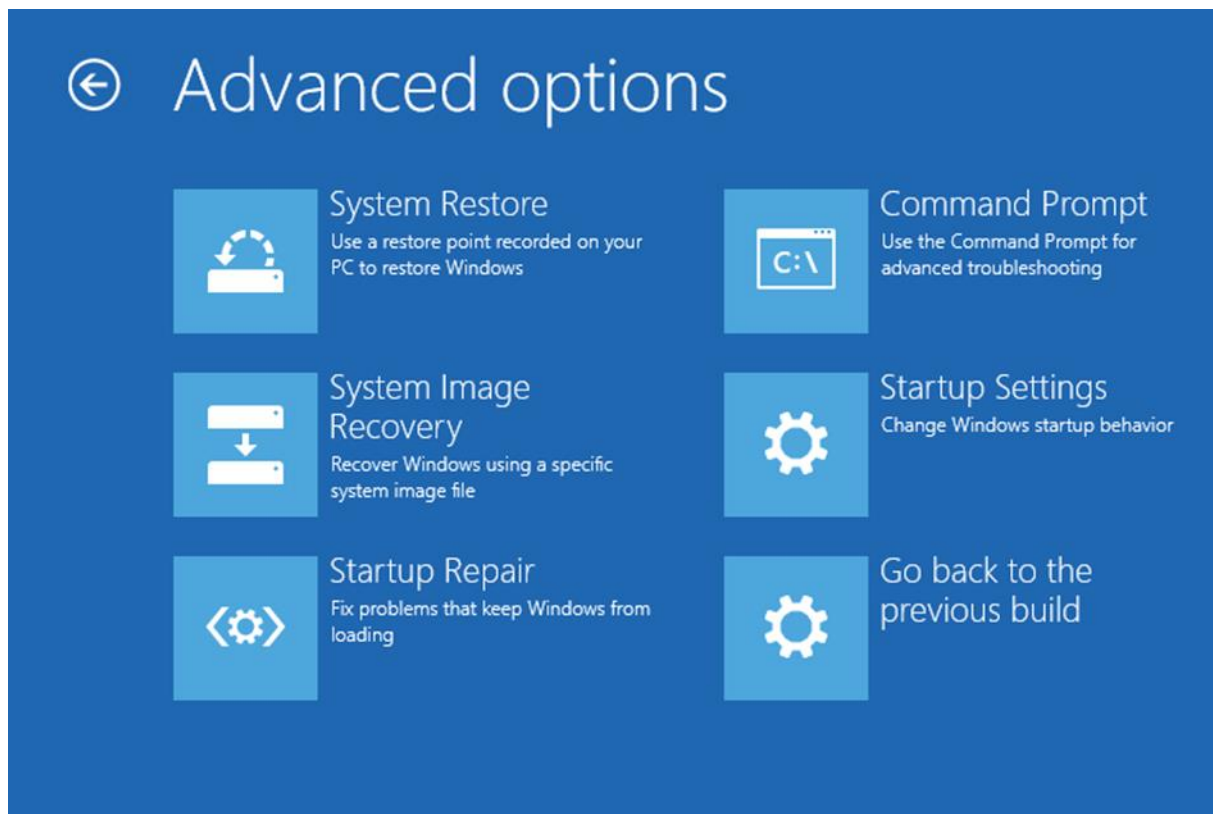 Advanced options
System Restore
Use a restore point recorded on your
PC to restore Windows
System Image
Recovery
Recover Windows using a specific
system image file
Startup Repair
Fix problems that keep Windows from
loading
C:\
Command Prompt
Use the Command Prompt for
advanced troubleshooting
Startup Settings
Change Windows startup behavior
Go back to the
previous build